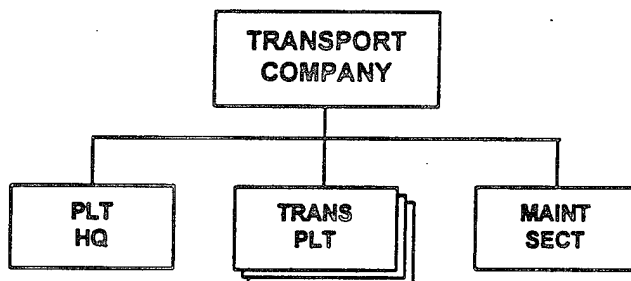 TRANSPORT
COMPANY
PLT
HQ
TRANS
PLT
MAINT
SECT